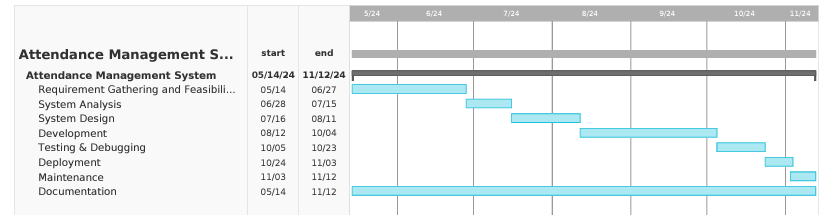 5/24 6/24 7/24 8/24 9/24 10/24 11/24
Attendance Management S... start end
Attendance Management System 05/14/24 11/12/24
Requirement Gathering and Feasibili... 05/14 06/27
System Analysis 06/28 07/15
System Design 07/16 08/11
Development 08/12 10/04
Testing & Debugging 10/05 10/23
Deployment 10/24 11/03
Maintenance 11/03 11/12
Documentation 05/14 11/12